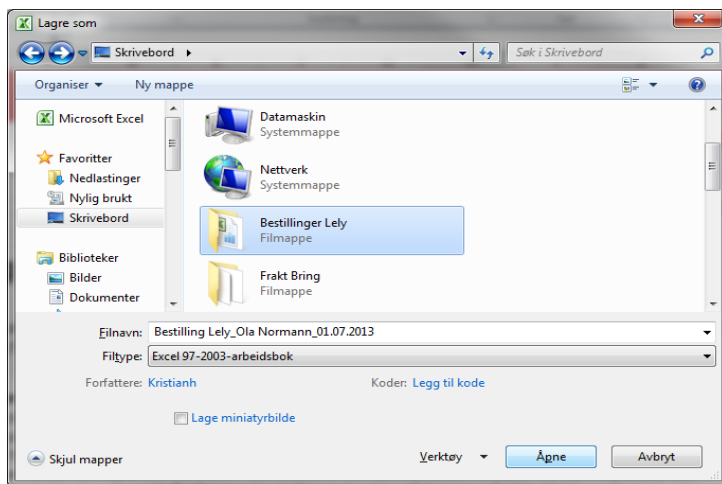 Lagre som
Skrivebord
Søk i Skrivebord
Organiser
Ny mappe
Microsoft Excel
Favoritter
Nedlastinger
Nylig brukt
Skrivebord
Biblioteker
Bilder
Dokumenter
Datamaskin
Systemmappe
Nettverk
Systemmappe
Bestillinger Lely
Filmappe
Frakt Bring
Filmappe
Filnavn: Bestilling Lely_Ola Normann_01.07.2013
Filtype: Excel 97-2003-arbeidsbok
Forfattere: Kristianh Koder: Legg til kode
Lage miniatyrbilde
Skjul mapper Verktøy Åpne Avbryt